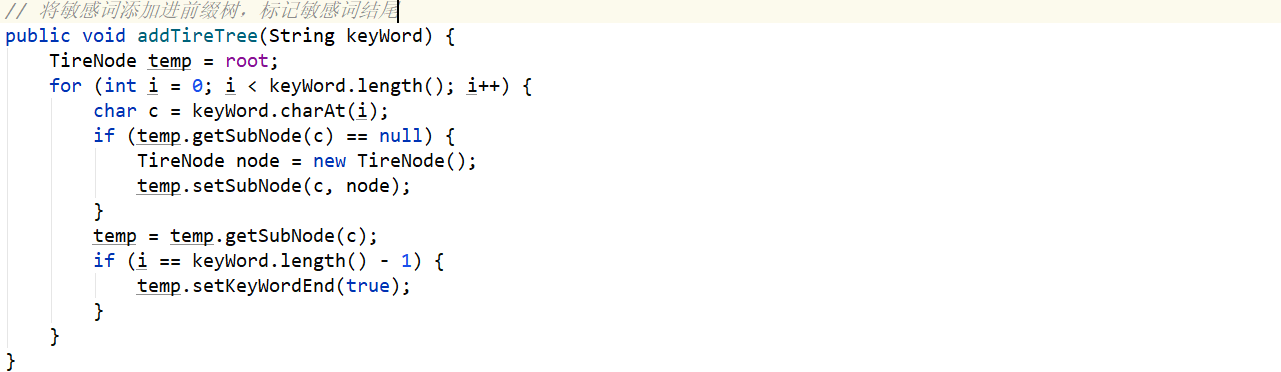 // 将敏感词添加进前缀树，标记敏感词结尾
public void addTireTree(String keyWord) {
    TireNode temp = root;
    for (int i = 0; i < keyWord.length(); i++) {
        char c = keyWord.charAt(i);
        if (temp.getSubNode(c) == null) {
            TireNode node = new TireNode();
            temp.setSubNode(c, node);
        }
        temp = temp.getSubNode(c);
        if (i == keyWord.length() - 1) {
            temp.setKeyWordEnd(true);
        }
    }
}